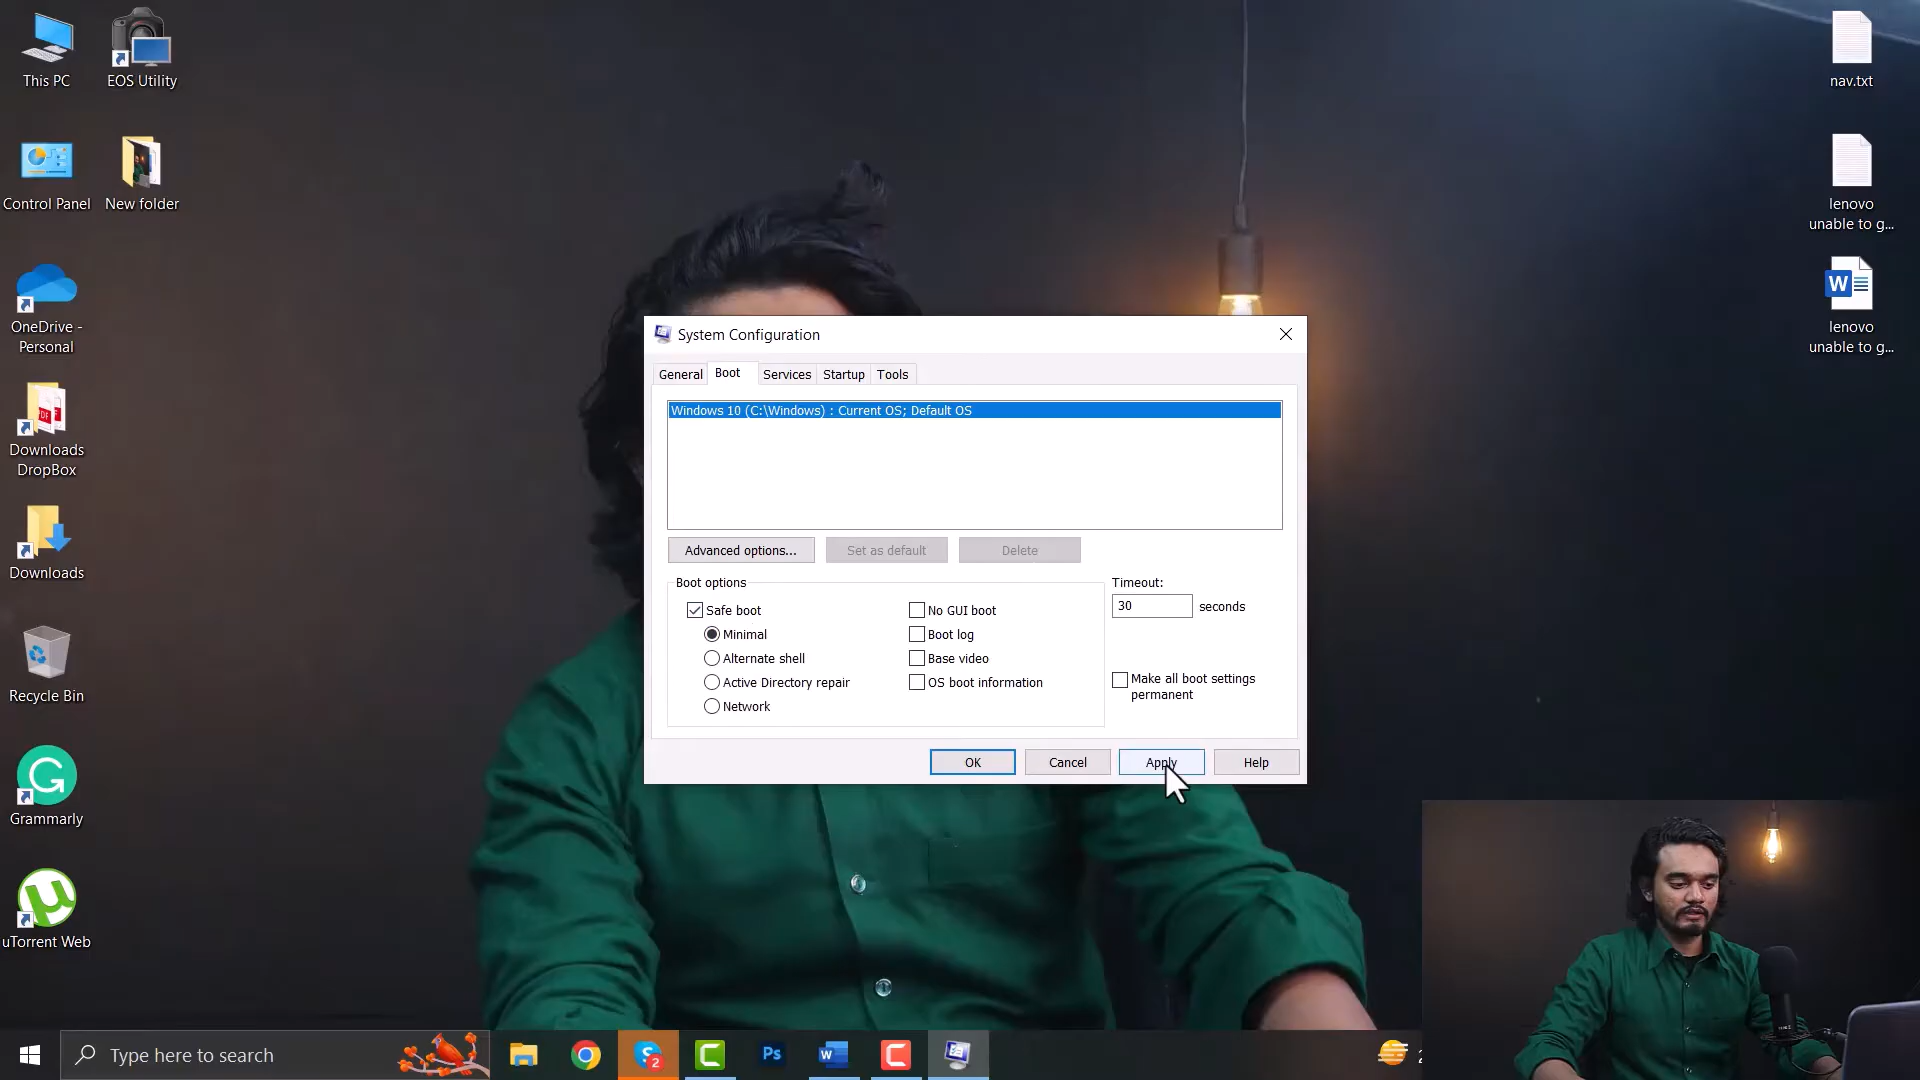 This PC
EOS Utility
Control Panel
New folder
OneDrive -
Personal
Downloads
DropBox
Downloads
Recycle Bin
Grammarly
uTorrent Web
nav.txt
lenovo
unable to g...
W
lenovo
unable to g...
System Configuration
General
Boot
Services
Startup
Tools
Windows 10 (C:\Windows) : Current OS; Default OS
Advanced options...
Set as default
Delete
Boot options
Safe boot
Minimal
Alternate shell
Active Directory repair
Network
No GUI boot
Boot log
Base video
OS boot information
Timeout:
30
seconds
Make all boot settings
permanent
OK
Cancel
Apply
Help
Type here to search
2
Ps
W